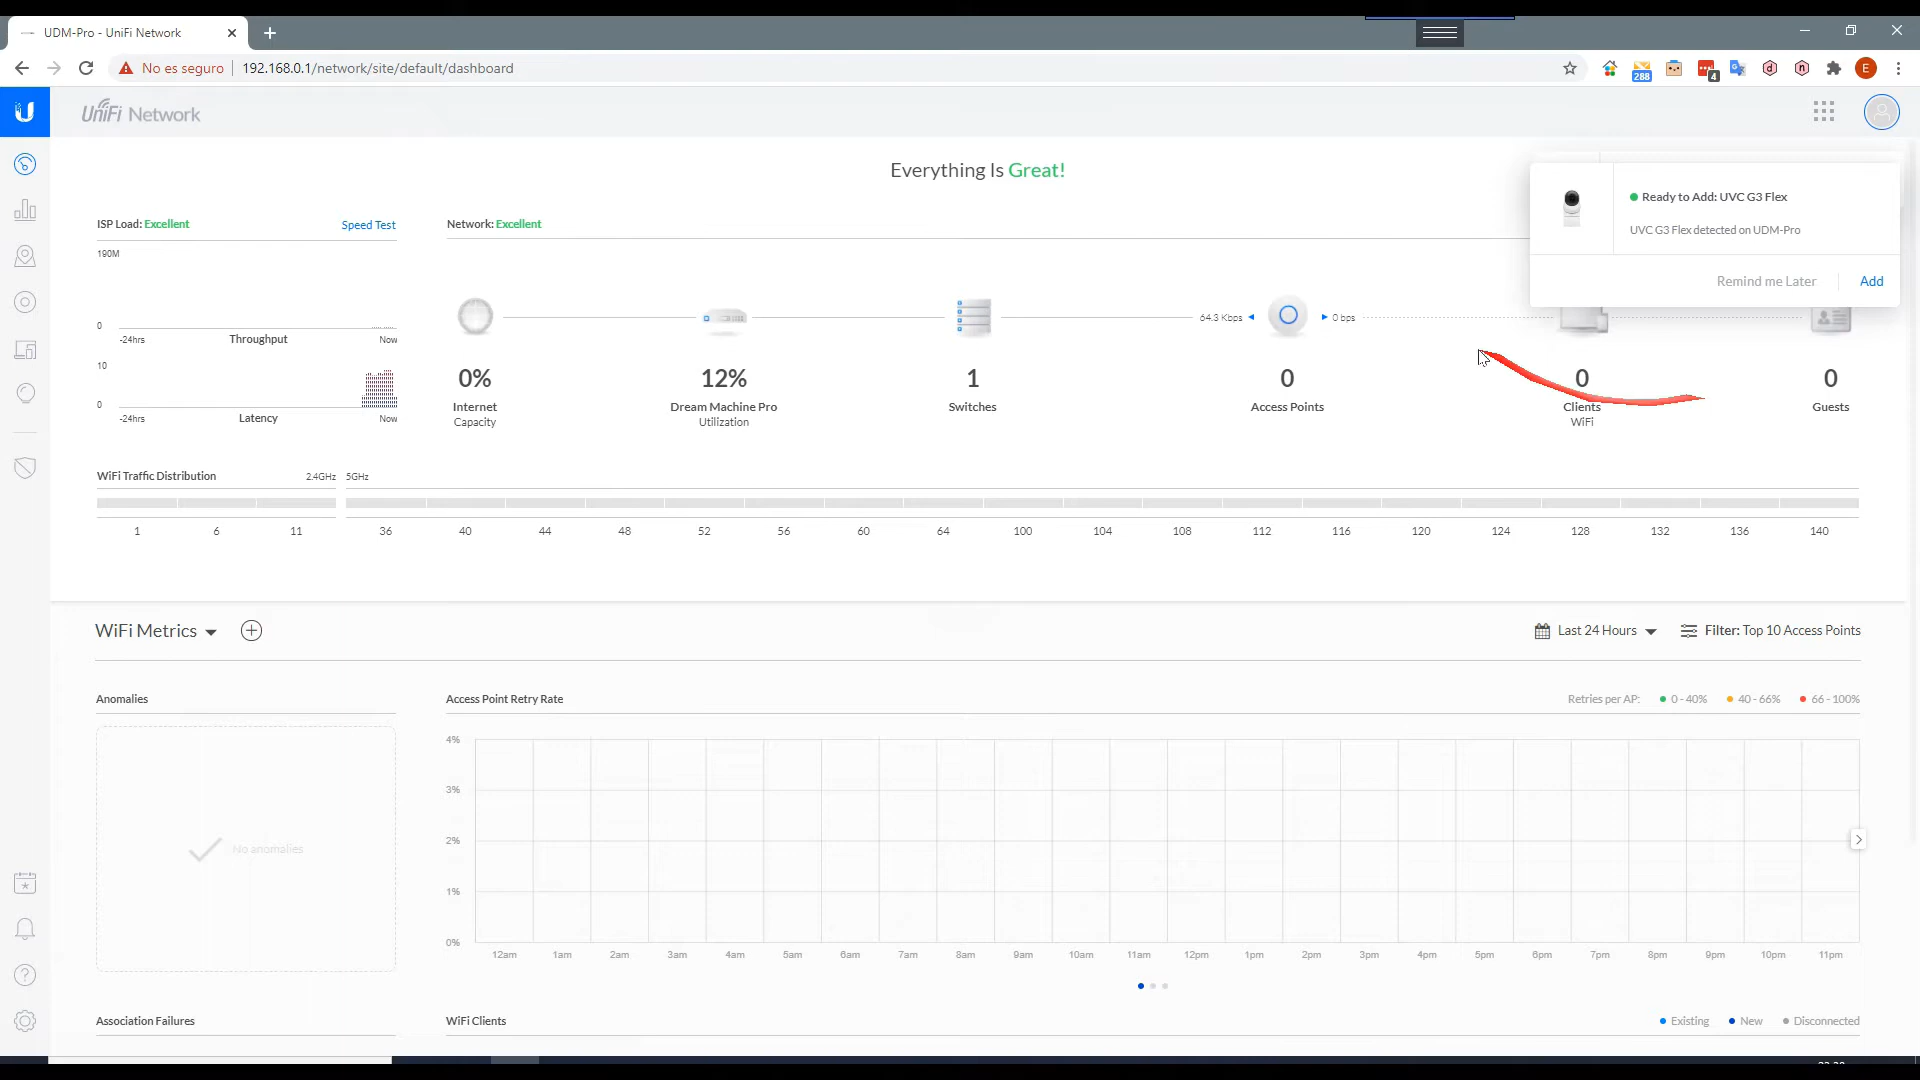 UDM-Pro - UniFi Network
No es seguro
192.168.0.1/network/site/default/dashboard
288
4
E
UniFi Network
Everything Is Great!
Ready to Add: UVC G3 Flex
UVC G3 Flex detected on UDM-Pro
Remind me Later
Add
ISP Load: Excellent
Speed Test
Network: Excellent
190M
0
-24hrs
Throughput
Now
10
0
-24hrs
Latency
Now
64.3 Kbps
0 bps
0%
Internet
Capacity
12%
Dream Machine Pro
Utilization
1
Switches
0
Access Points
0
Clients
WiFi
0
Guests
WiFi Traffic Distribution
2.4GHz
5GHz
1 6 11 36 40 44 48 52 56 60 64 100 104 108 112 116 120 124 128 132 136 140
WiFi Metrics
Last 24 Hours
Filter: Top 10 Access Points
Anomalies
No anomalies
Access Point Retry Rate
Retries per AP:
0 - 40%
40 - 66%
66 - 100%
4%
3%
2%
1%
0%
12am 1am 2am 3am 4am 5am 6am 7am 8am 9am 10am 11am 12pm 1pm 2pm 3pm 4pm 5pm 6pm 7pm 8pm 9pm 10pm 11pm
Association Failures
WiFi Clients
Existing
New
Disconnected